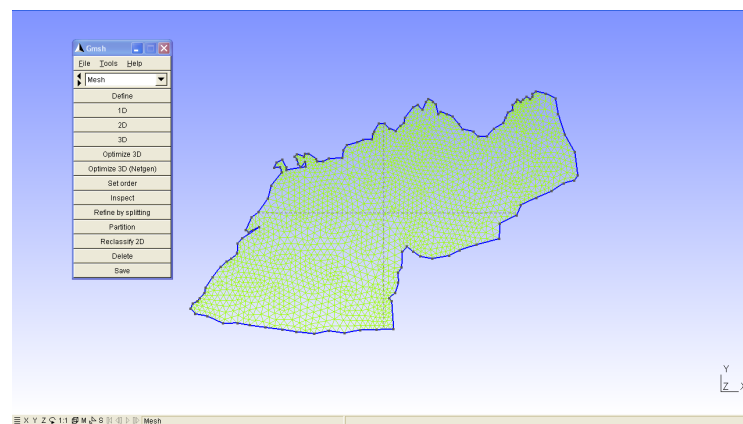 Gmsh
File Tools Help
Mesh
Define
1D
2D
3D
Optimize 3D
Optimize 3D (Netgen)
Set order
Inspect
Refine by splitting
Partition
Reclassify 2D
Delete
Save
Y
Z X
X Y Z 1:1 M S Mesh